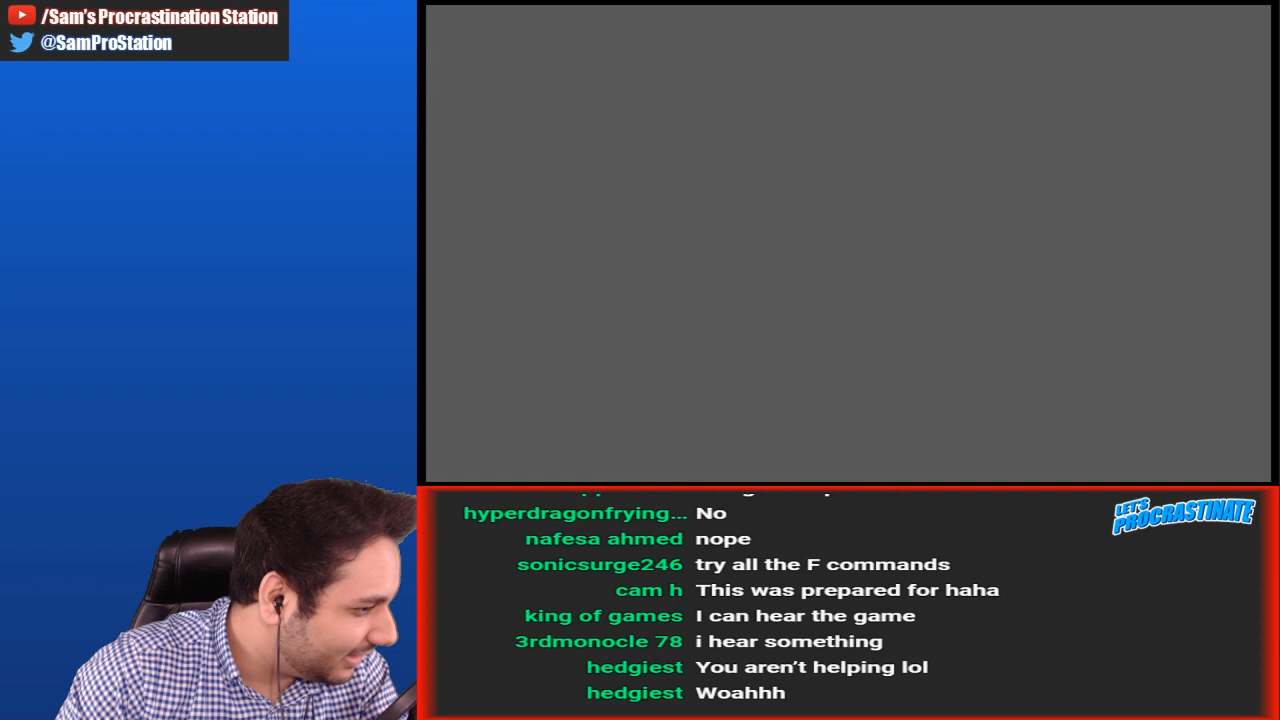 /Sam's Procrastination Station
@SamProStation
hyperdragonfrying... No
nafesa ahmed nope
sonicsurge246 try all the F commands
cam h This was prepared for haha
king of games I can hear the game
3rdmonocle 78 i hear something
hedgiest You aren't helping lol
hedgiest Woahhh
LET'S
PROCRASTINATE